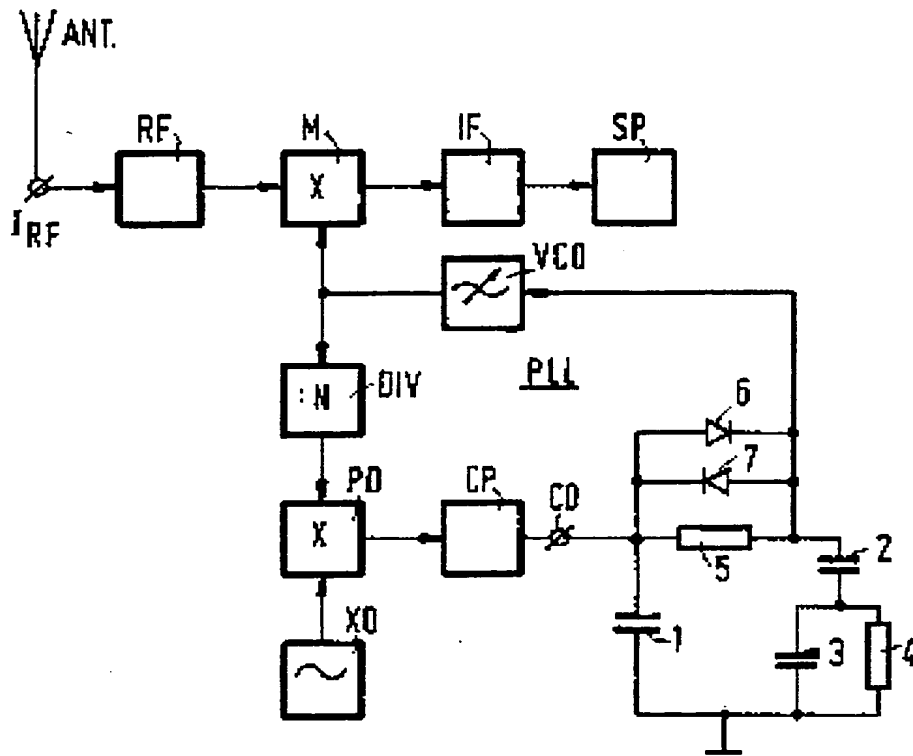 ANT.
RF M IF SP
X
I RF
VCO
PLL
: N DIV
6
7
PD CP CO
X
5 2
XO
1 3 4